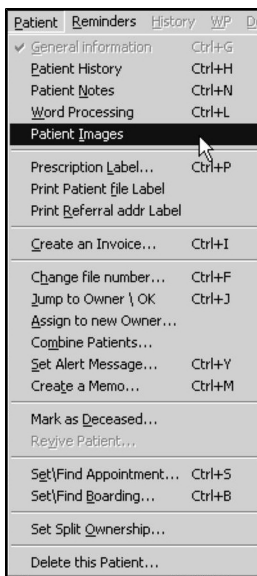 Patient Reminders History WP
General information Ctrl+G
Patient History Ctrl+H
Patient Notes Ctrl+N
Word Processing Ctrl+L
Patient Images
Prescription Label... Ctrl+P
Print Patient file Label
Print Referral addr Label
Create an Invoice... Ctrl+I
Change file number... Ctrl+F
Jump to Owner \ OK Ctrl+J
Assign to new Owner...
Combine Patients...
Set Alert Message... Ctrl+Y
Create a Memo... Ctrl+M
Mark as Deceased...
Revive Patient...
Set\Find Appointment... Ctrl+S
Set\Find Boarding... Ctrl+B
Set Split Ownership...
Delete this Patient...